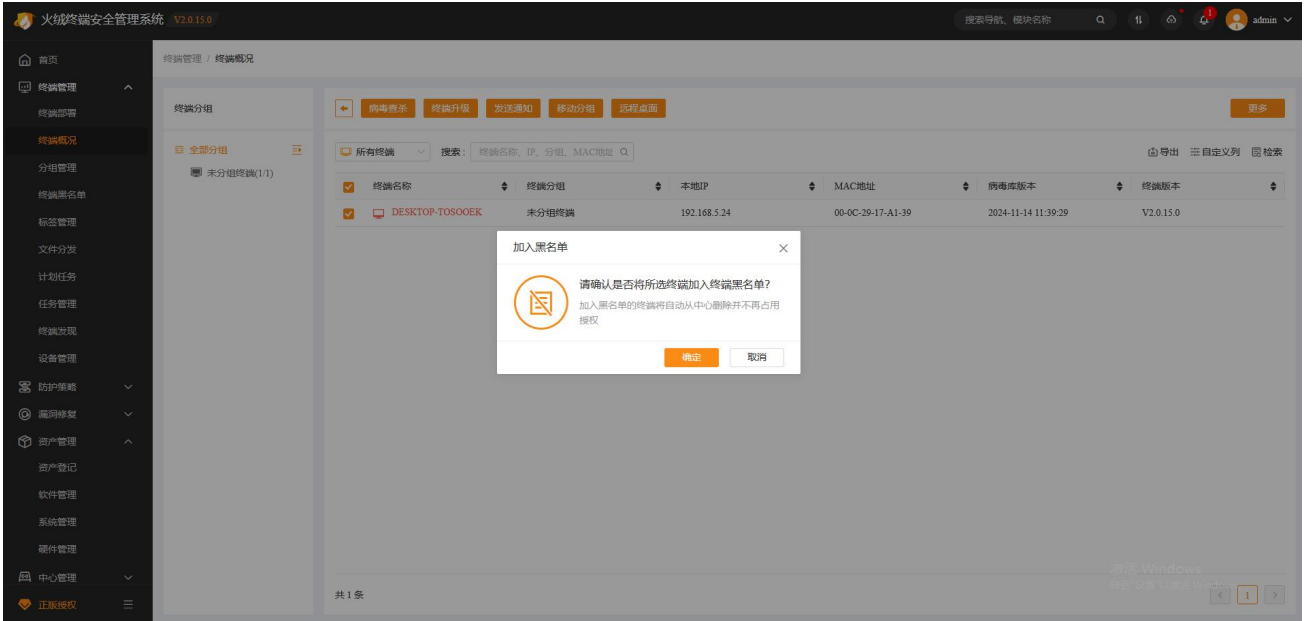 火绒终端安全管理系统 V2.0.15.0
搜索导航、模块名称
1
admin
首页
终端管理
终端部署
终端概况
分组管理
终端黑名单
标签管理
文件分发
计划任务
任务管理
终端发现
设备管理
防护策略
漏洞修复
资产管理
资产登记
软件管理
系统管理
硬件管理
中心管理
正版授权
终端管理 / 终端概况
终端分组
全部分组
未分组终端(1/1)
病毒查杀 终端升级 发送通知 移动分组 远程桌面 更多
所有终端 搜索: 终端名称、IP、分组、MAC地址 导出 自定义列 检索
终端名称 终端分组 本地IP MAC地址 病毒库版本 终端版本
DESKTOP-TOSOOEK 未分组终端 192.168.5.24 00-0C-29-17-A1-39 2024-11-14 11:39:29 V2.0.15.0
加入黑名单
请确认是否将所选终端加入终端黑名单?
加入黑名单的终端将自动从中心删除并不再占用
授权
确定 取消
激活 Windows
共 1 条
1